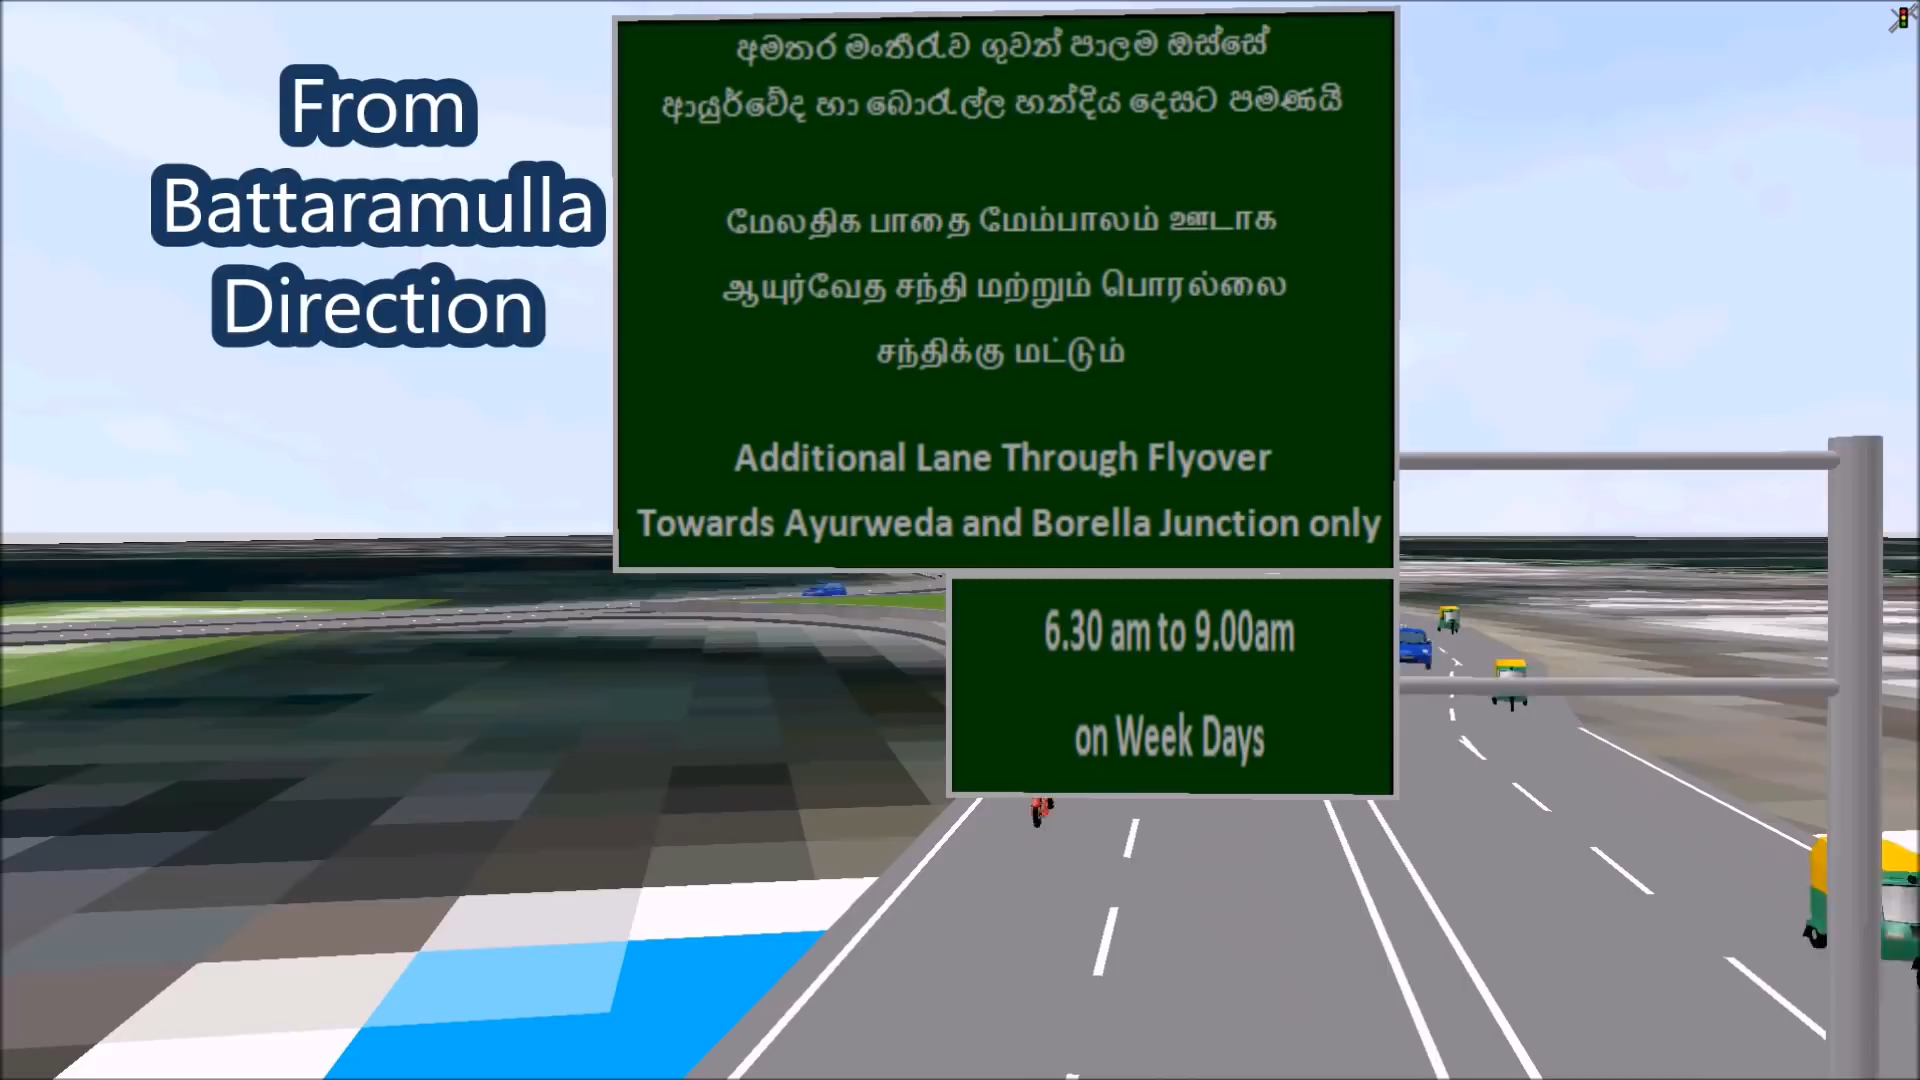 From
Battaramulla
Direction
අමතර මංතීරුව ගුවන් පාලම ඔස්සේ
ආයුර්වේද හා බොරැල්ල හන්දිය දෙසට පමණයි
மேலதிக பாதை மேம்பாலம் ஊடாக
ஆயுர்வேத சந்தி மற்றும் பொரல்லை
சந்திக்கு மட்டும்
Additional Lane Through Flyover
Towards Ayurweda and Borella Junction only
6.30 am to 9.00am
on Week Days